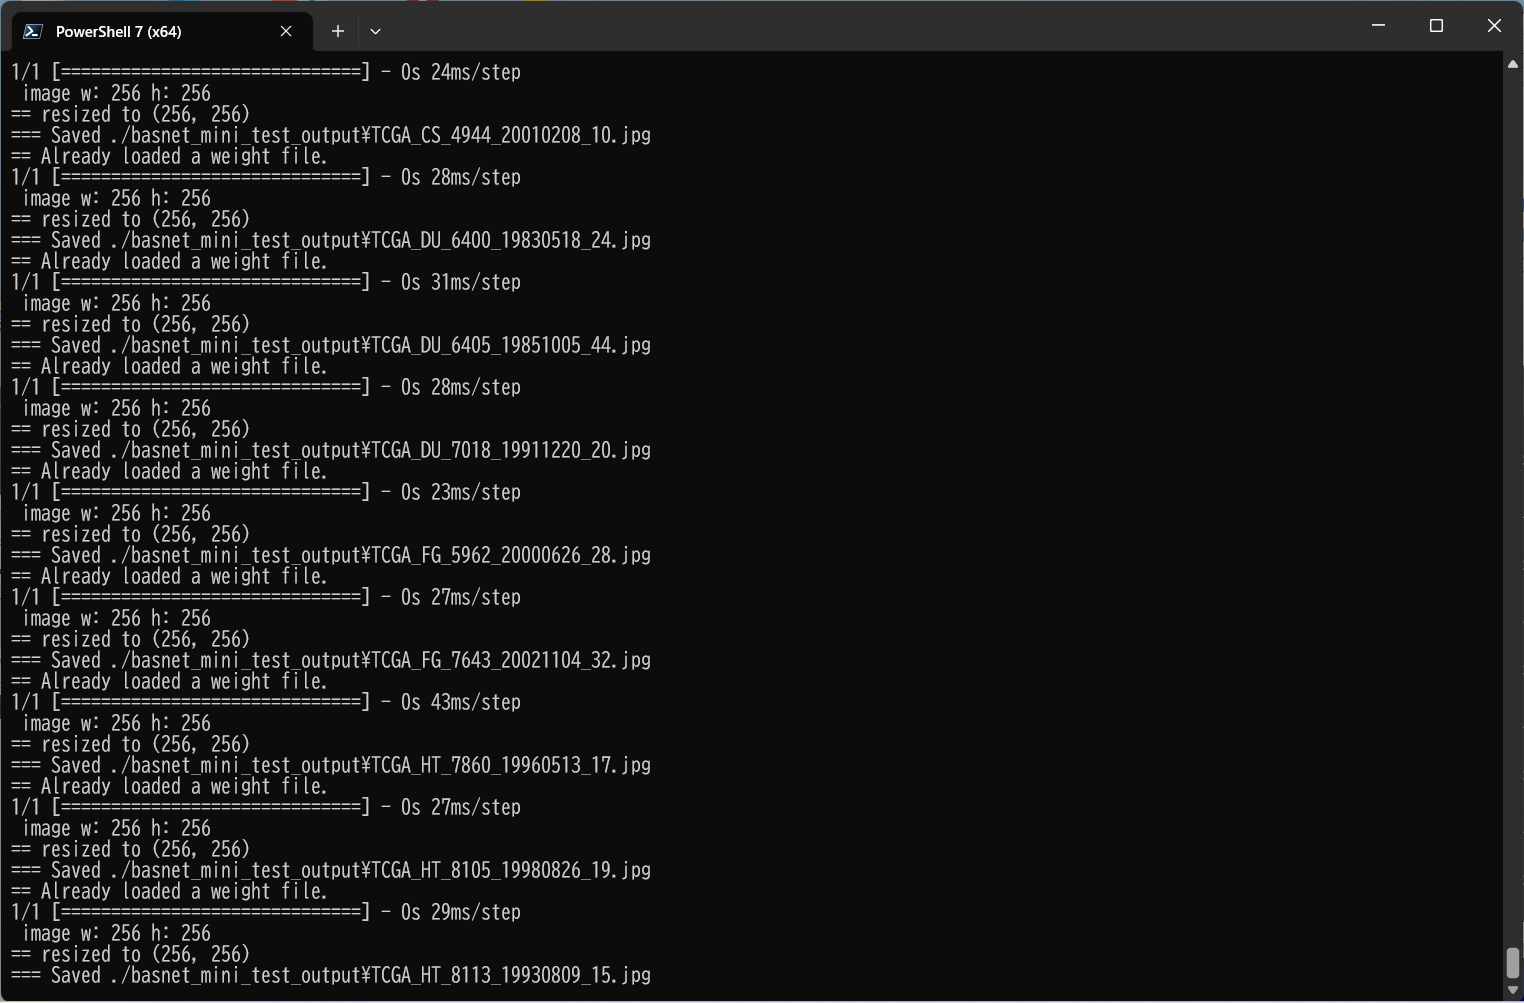 PowerShell 7 (x64)
1/1 [==============================] - 0s 24ms/step
image w: 256 h: 256
== resized to (256, 256)
=== Saved ./basnet_mini_test_output¥TCGA_CS_4944_20010208_10.jpg
== Already loaded a weight file.
1/1 [==============================] - 0s 28ms/step
image w: 256 h: 256
== resized to (256, 256)
=== Saved ./basnet_mini_test_output¥TCGA_DU_6400_19830518_24.jpg
== Already loaded a weight file.
1/1 [==============================] - 0s 31ms/step
image w: 256 h: 256
== resized to (256, 256)
=== Saved ./basnet_mini_test_output¥TCGA_DU_6405_19851005_44.jpg
== Already loaded a weight file.
1/1 [==============================] - 0s 28ms/step
image w: 256 h: 256
== resized to (256, 256)
=== Saved ./basnet_mini_test_output¥TCGA_DU_7018_19911220_20.jpg
== Already loaded a weight file.
1/1 [==============================] - 0s 23ms/step
image w: 256 h: 256
== resized to (256, 256)
=== Saved ./basnet_mini_test_output¥TCGA_FG_5962_20000626_28.jpg
== Already loaded a weight file.
1/1 [==============================] - 0s 27ms/step
image w: 256 h: 256
== resized to (256, 256)
=== Saved ./basnet_mini_test_output¥TCGA_FG_7643_20021104_32.jpg
== Already loaded a weight file.
1/1 [==============================] - 0s 43ms/step
image w: 256 h: 256
== resized to (256, 256)
=== Saved ./basnet_mini_test_output¥TCGA_HT_7860_19960513_17.jpg
== Already loaded a weight file.
1/1 [==============================] - 0s 27ms/step
image w: 256 h: 256
== resized to (256, 256)
=== Saved ./basnet_mini_test_output¥TCGA_HT_8105_19980826_19.jpg
== Already loaded a weight file.
1/1 [==============================] - 0s 29ms/step
image w: 256 h: 256
== resized to (256, 256)
=== Saved ./basnet_mini_test_output¥TCGA_HT_8113_19930809_15.jpg